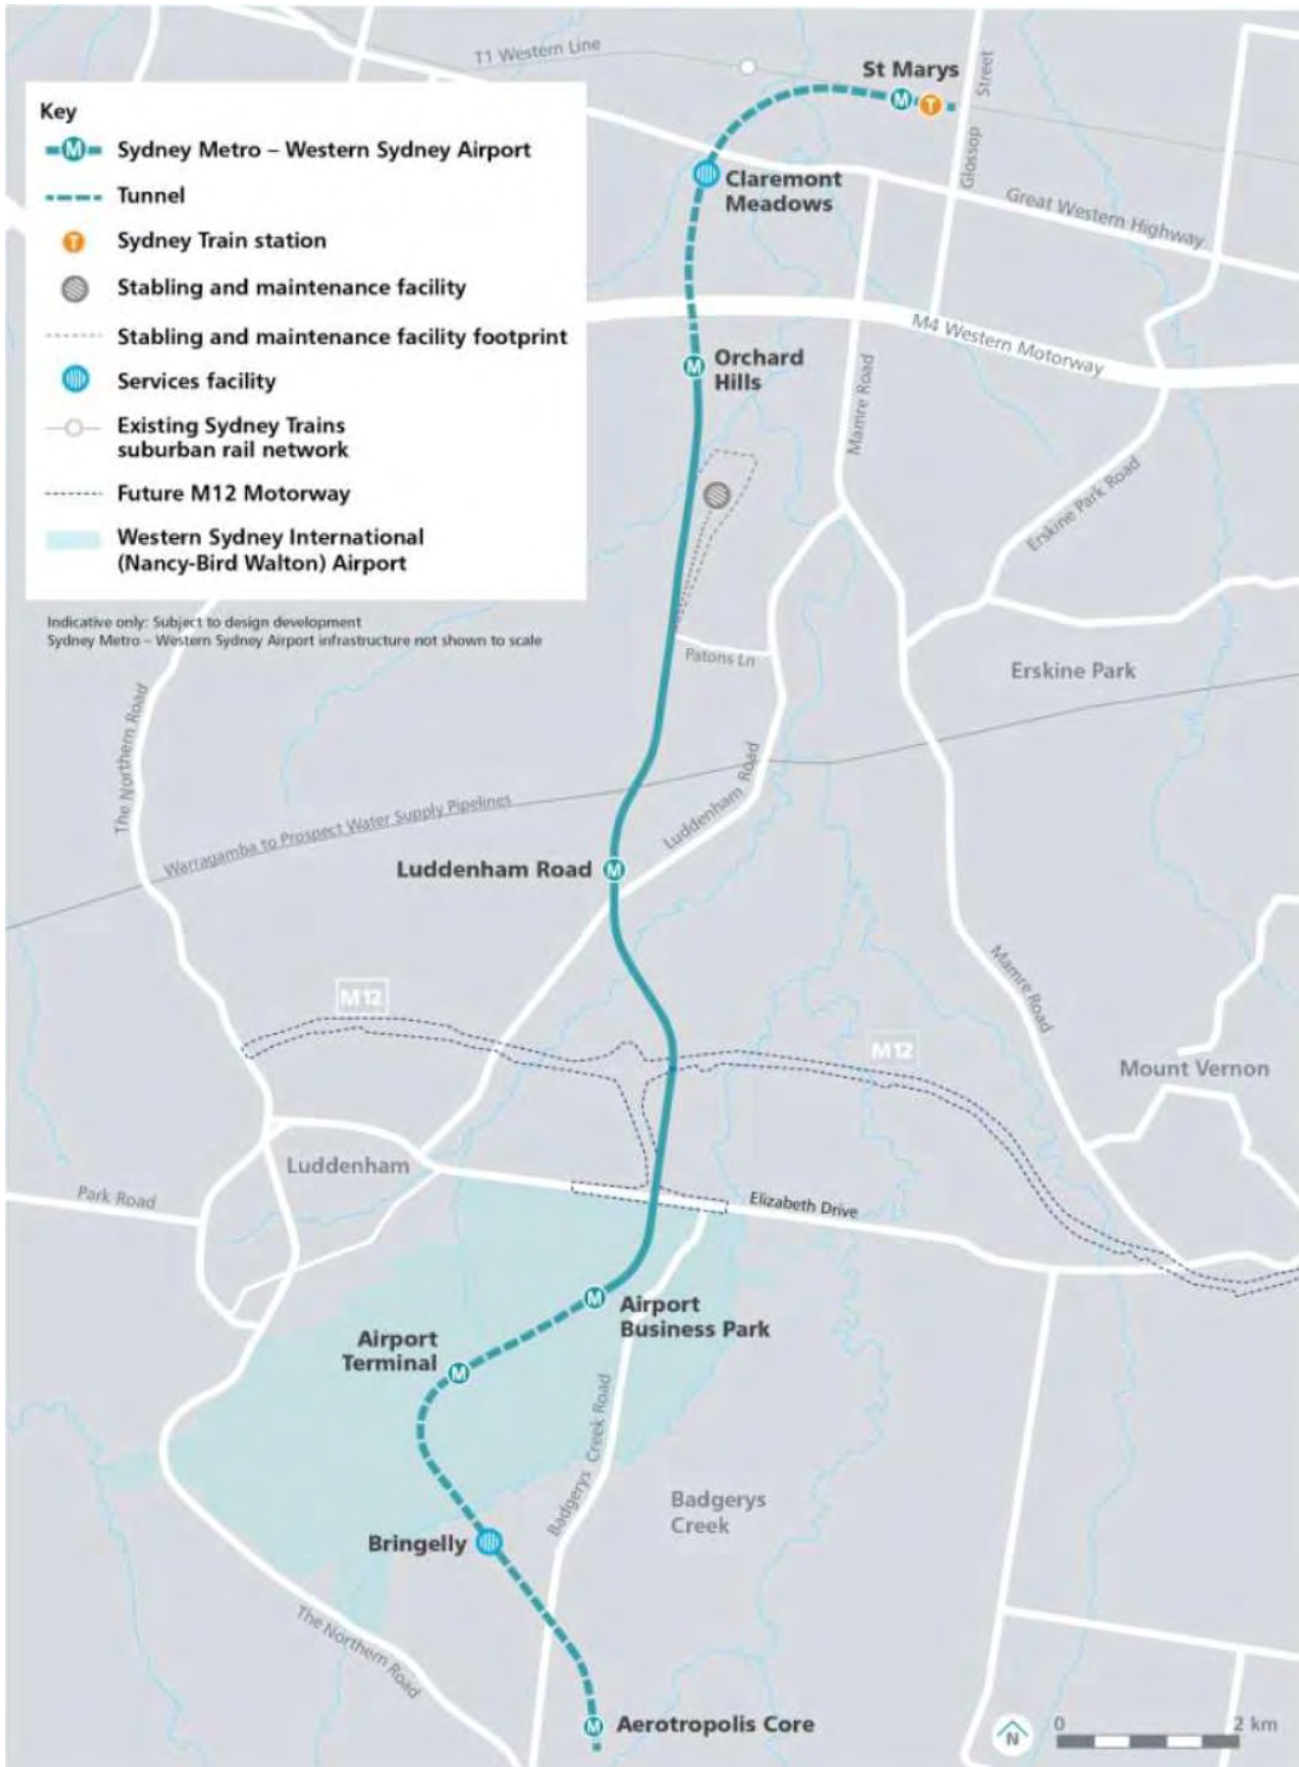 T1 Western Line
St Marys
M
T
Street
Glossop
Key
M
Sydney Metro – Western Sydney Airport
Tunnel
T
Sydney Train station
Stabling and maintenance facility
Stabling and maintenance facility footprint
Services facility
Existing Sydney Trains
suburban rail network
Future M12 Motorway
Western Sydney International
(Nancy-Bird Walton) Airport
Indicative only: Subject to design development
Sydney Metro – Western Sydney Airport infrastructure not shown to scale
Claremont
Meadows
Great Western Highway
M4 Western Motorway
M
Orchard
Hills
Mamre Road
Erskine Park Road
Patons Ln
Erskine Park
The Northern Road
Luddenham Road
Warragamba to Prospect Water Supply Pipelines
Luddenham Road
M
Mamre Road
M12
M12
Mount Vernon
Luddenham
Park Road
Elizabeth Drive
M
Airport
Business Park
Airport
Terminal
M
Badgerys Creek Road
Badgerys
Creek
Bringelly
The Northern Road
M
Aerotropolis Core
N
0
2 km